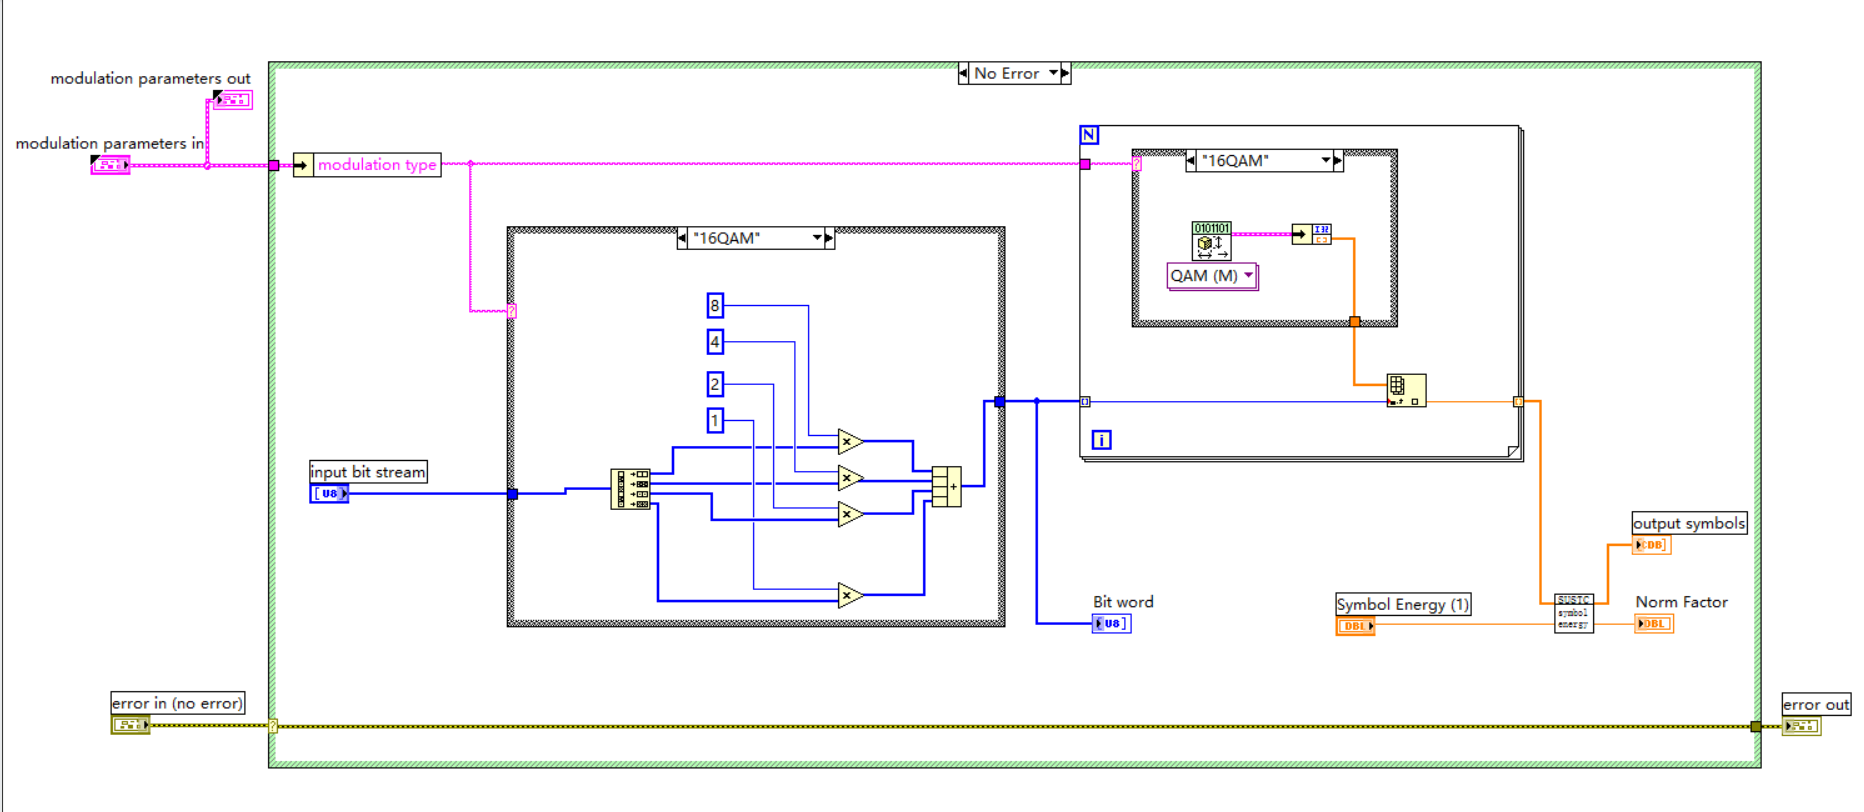 No Error
modulation parameters out
modulation parameters in
modulation type
N
"16QAM"
?
0101101
I32
QAM (M)
"16QAM"
?
8
4
2
1
×
×
×
×
+
i
input bit stream
[U8
output symbols
CDB]
Bit word
U8]
Symbol Energy (1)
DBL
SUSTC
symbol
energy
Norm Factor
DBL
error in (no error)
?
error out